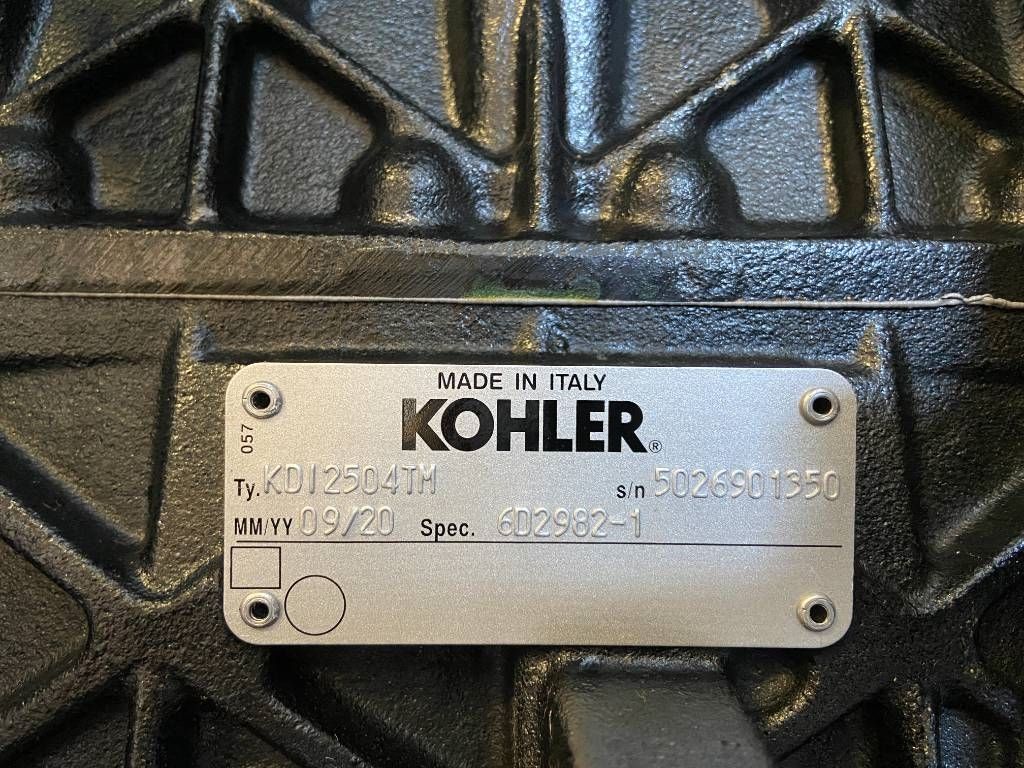 MADE IN ITALY
KOHLER®
057
Ty. KDI2504TM s/n 5026901350
MM/YY 09/20 Spec. 6D2982-1